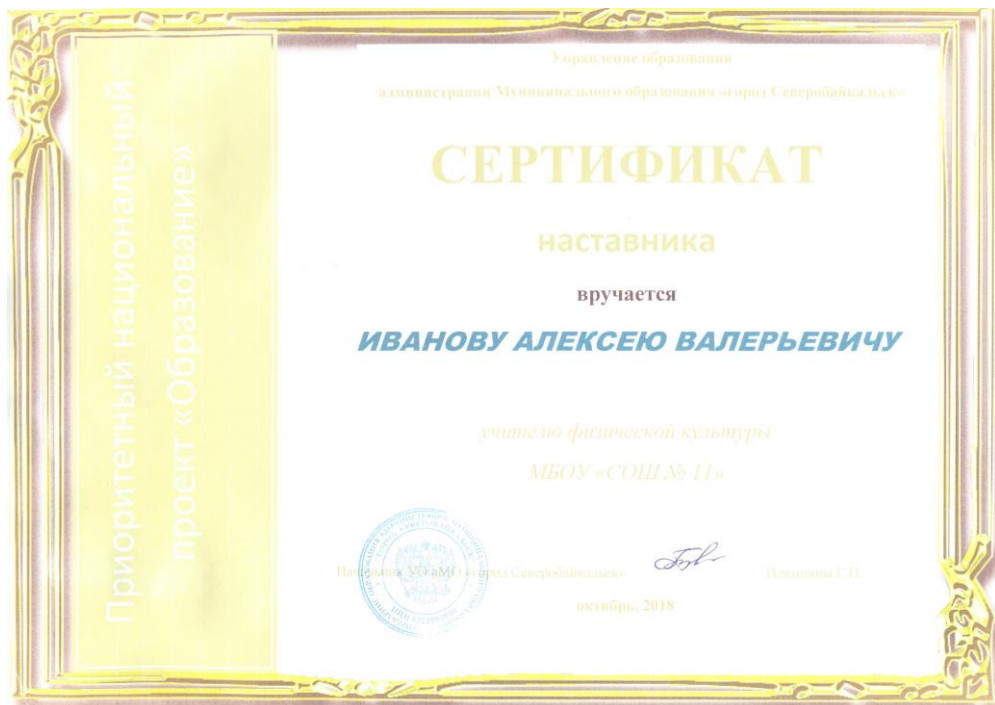 Приоритетный национальный
проект «Образование»
Управление образования
администрации Муниципального образования «город Северобайкальск»
СЕРТИФИКАТ
наставника
вручается
ИВАНОВУ АЛЕКСЕЮ ВАЛЕРЬЕВИЧУ
учителю физической культуры
МБОУ «СОШ № 11»
Начальник УО аМО «город Северобайкальск»
Г.П.
октябрь, 2018